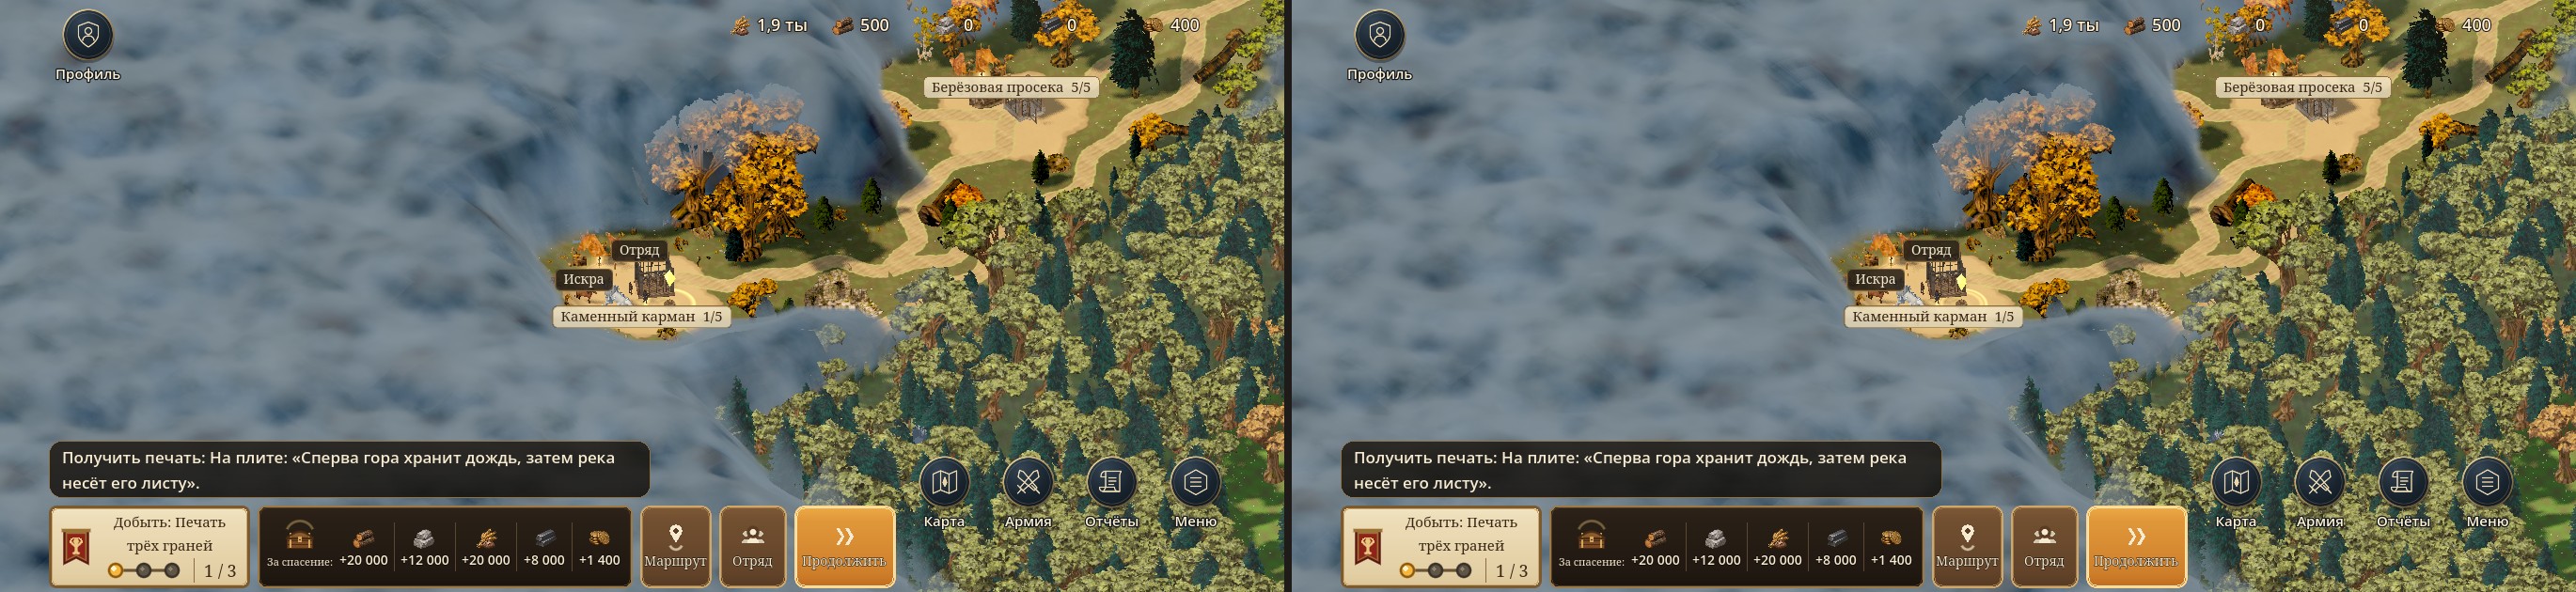 Профиль
1,9 ты 500 0 0 400
Берёзовая просека 5/5
Отряд
Искра
Каменный карман 1/5
Получить печать: На плите: «Сперва гора хранит дождь, затем река
несёт его листу».
Добыть: Печать
трёх граней
1 / 3
За спасение: +20 000 +12 000 +20 000 +8 000 +1 400
Маршрут Отряд Продолжить
Карта Армия Отчёты Меню
Профиль
1,9 ты 500 0 0 400
Берёзовая просека 5/5
Отряд
Искра
Каменный карман 1/5
Получить печать: На плите: «Сперва гора хранит дождь, затем река
несёт его листу».
Добыть: Печать
трёх граней
1 / 3
За спасение: +20 000 +12 000 +20 000 +8 000 +1 400
Маршрут Отряд Продолжить
Карта Армия Отчёты Меню